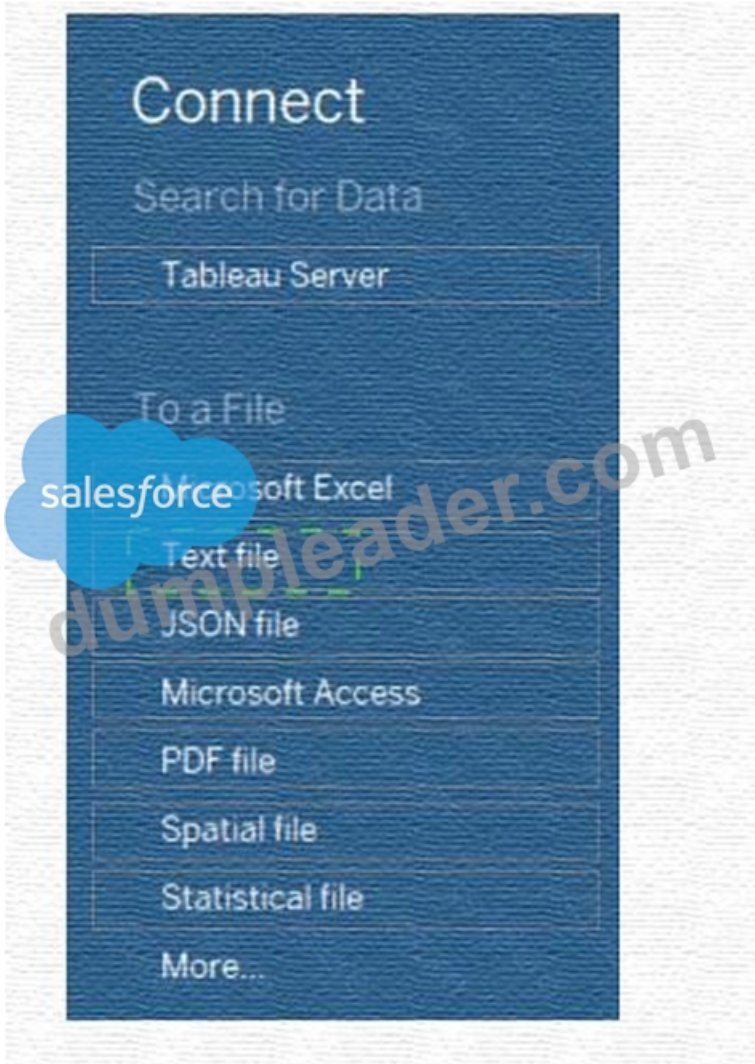 Connect
Search for Data
Tableau Server
To a File
salesforce
soft Excel
Text file
JSON file
Microsoft Access
PDF file
Spatial file
Statistical file
More...
dumpleader.com